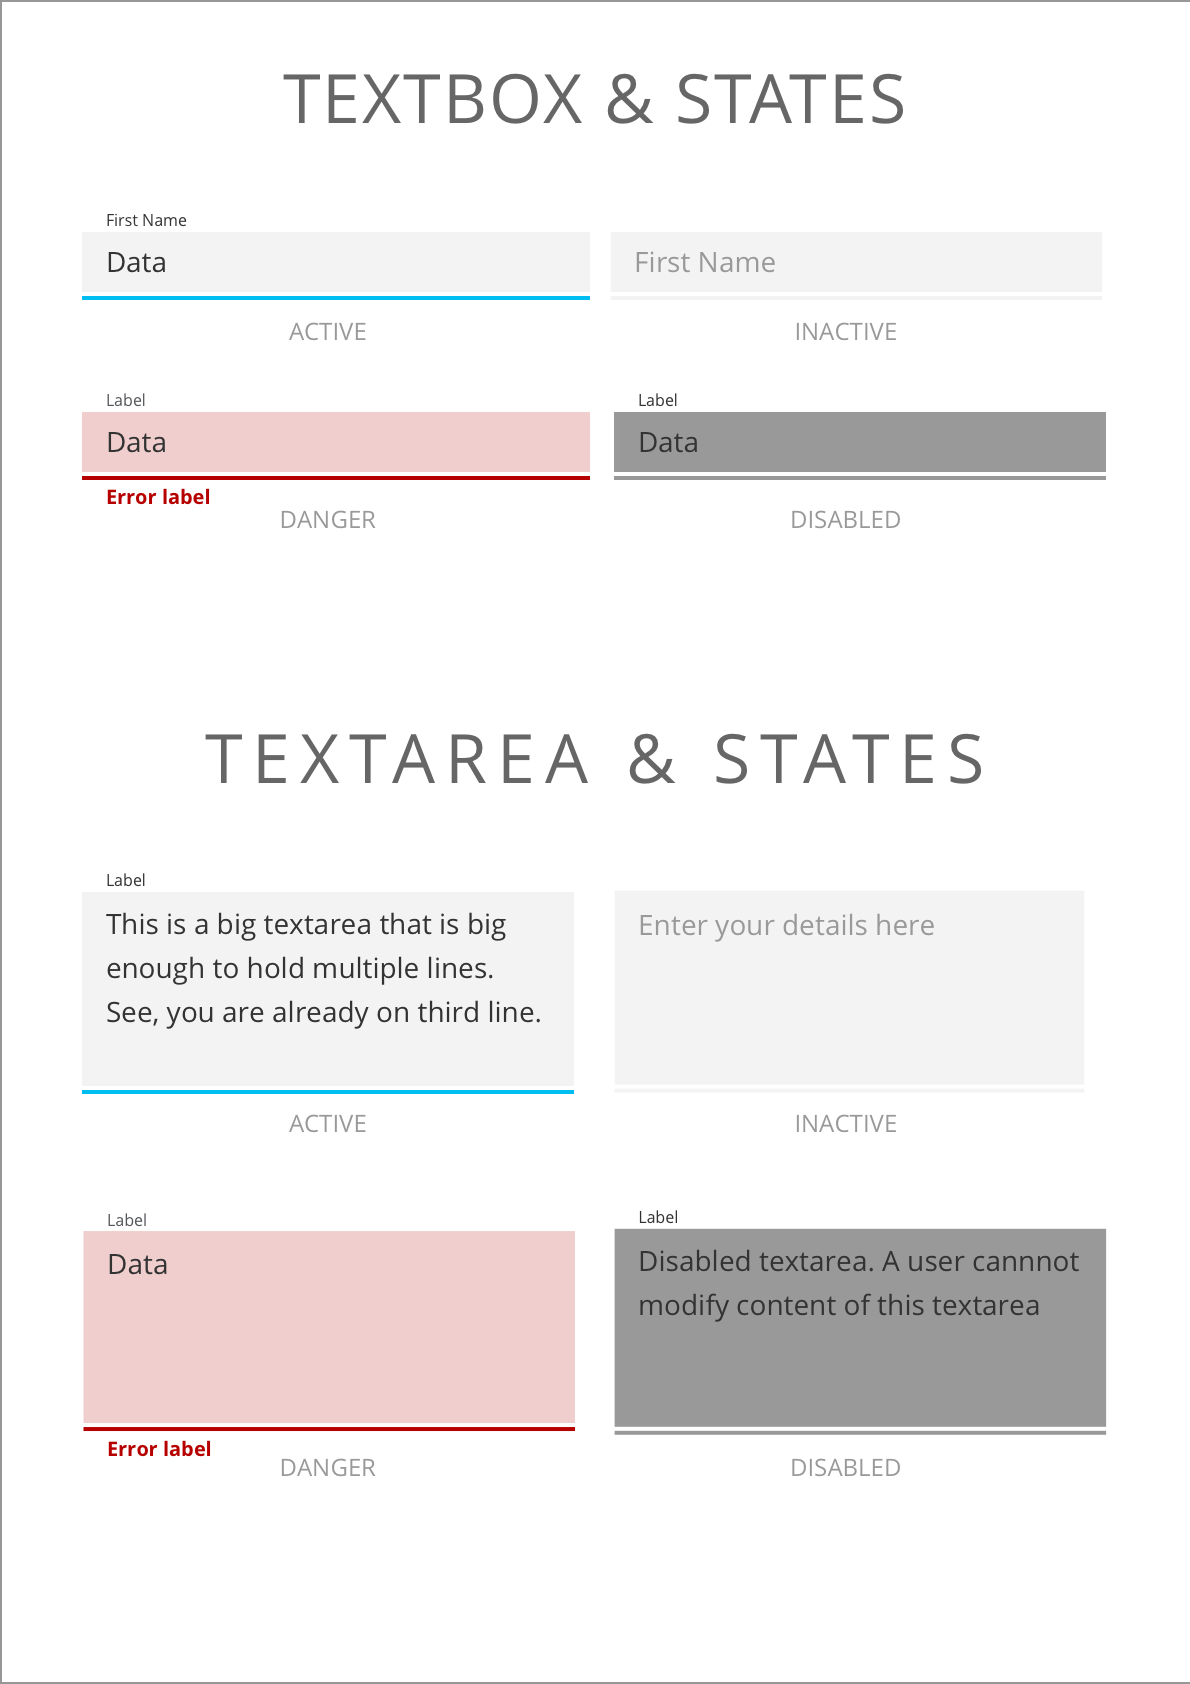 TEXTBOX & STATES
First Name
Data
First Name
ACTIVE
INACTIVE
Label
Label
Data
Data
Error label
DANGER
DISABLED
TEXTAREA & STATES
Label
This is a big textarea that is big
enough to hold multiple lines.
See, you are already on third line.
Enter your details here
ACTIVE
INACTIVE
Label
Data
Label
Disabled textarea. A user cannnot
modify content of this textarea
Error label
DANGER
DISABLED